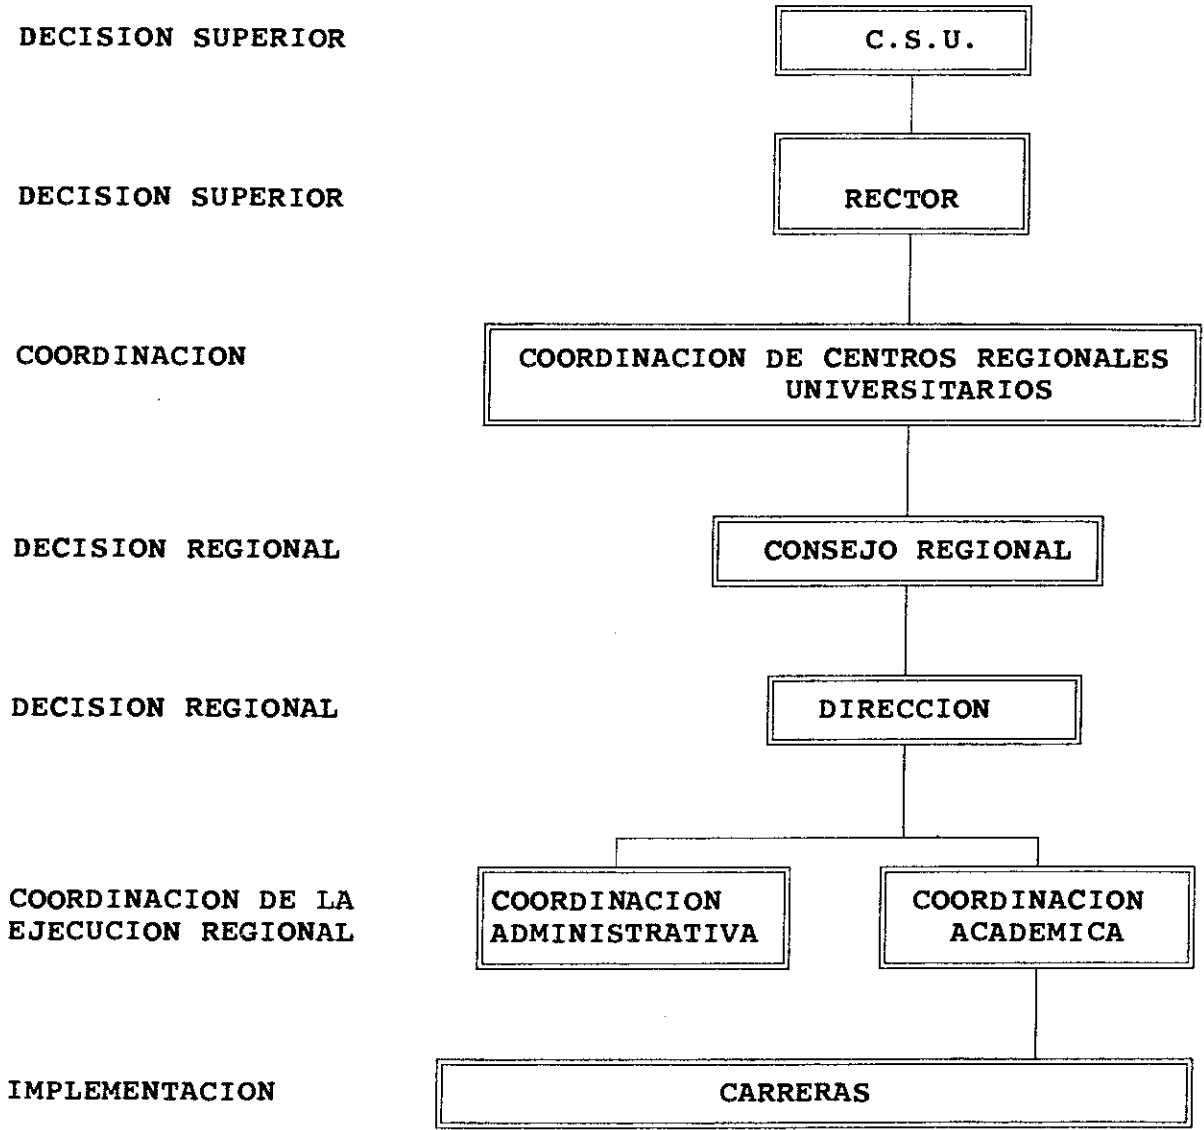 DECISION SUPERIOR
C.S.U.
DECISION SUPERIOR
RECTOR
COORDINACION
COORDINACION DE CENTROS REGIONALES
UNIVERSITARIOS
DECISION REGIONAL
CONSEJO REGIONAL
DECISION REGIONAL
DIRECCION
COORDINACION DE LA
EJECUCION REGIONAL
COORDINACION
ADMINISTRATIVA
COORDINACION
ACADEMICA
IMPLEMENTACION
CARRERAS